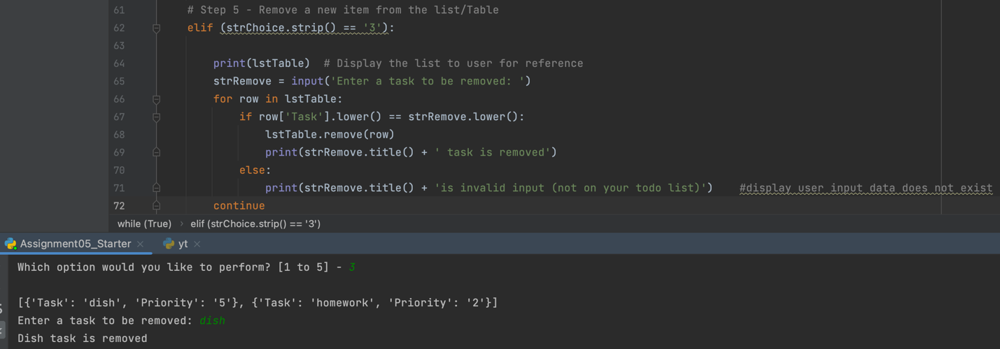 61 # Step 5 - Remove a new item from the list/Table
62 elif (strChoice.strip() == '3'):
63
64 print(lstTable)  # Display the list to user for reference
65 strRemove = input('Enter a task to be removed: ')
66 for row in lstTable:
67 if row['Task'].lower() == strRemove.lower():
68 lstTable.remove(row)
69 print(strRemove.title() + ' task is removed')
70 else:
71 print(strRemove.title() + 'is invalid input (not on your todo list)')    #display user input data does not exist
72 continue
while (True) › elif (strChoice.strip() == '3')
Assignment05_Starter × yt ×
Which option would you like to perform? [1 to 5] - 3
[{'Task': 'dish', 'Priority': '5'}, {'Task': 'homework', 'Priority': '2'}]
Enter a task to be removed: dish
Dish task is removed